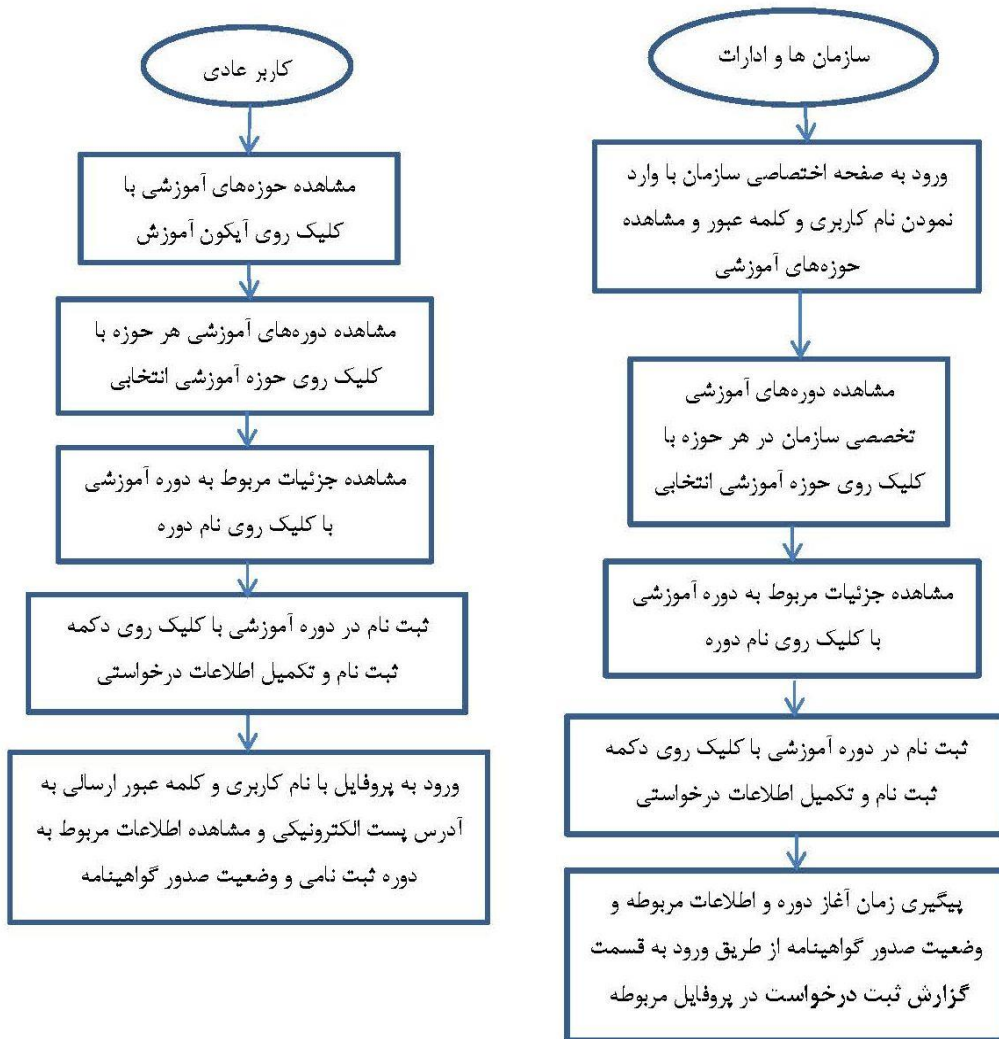 سازمان ها و ادارات
ورود به صفحه اختصاصی سازمان با وارد
نمودن نام کاربری و کلمه عبور و مشاهده
حوزه‌های آموزشی
مشاهده دوره‌های آموزشی
تخصصی سازمان در هر حوزه با
کلیک روی حوزه آموزشی انتخابی
مشاهده جزئیات مربوط به دوره آموزشی
با کلیک روی نام دوره
ثبت نام در دوره آموزشی با کلیک روی دکمه
ثبت نام و تکمیل اطلاعات درخواستی
پیگیری زمان آغاز دوره و اطلاعات مربوطه و
وضعیت صدور گواهینامه از طریق ورود به قسمت
گزارش ثبت درخواست در پروفایل مربوطه
کاربر عادی
مشاهده حوزه‌های آموزشی با
کلیک روی آیکون آموزش
مشاهده دوره‌های آموزشی هر حوزه با
کلیک روی حوزه آموزشی انتخابی
مشاهده جزئیات مربوط به دوره آموزشی
با کلیک روی نام دوره
ثبت نام در دوره آموزشی با کلیک روی دکمه
ثبت نام و تکمیل اطلاعات درخواستی
ورود به پروفایل با نام کاربری و کلمه عبور ارسالی به
آدرس پست الکترونیکی و مشاهده اطلاعات مربوط به
دوره ثبت نامی و وضعیت صدور گواهینامه